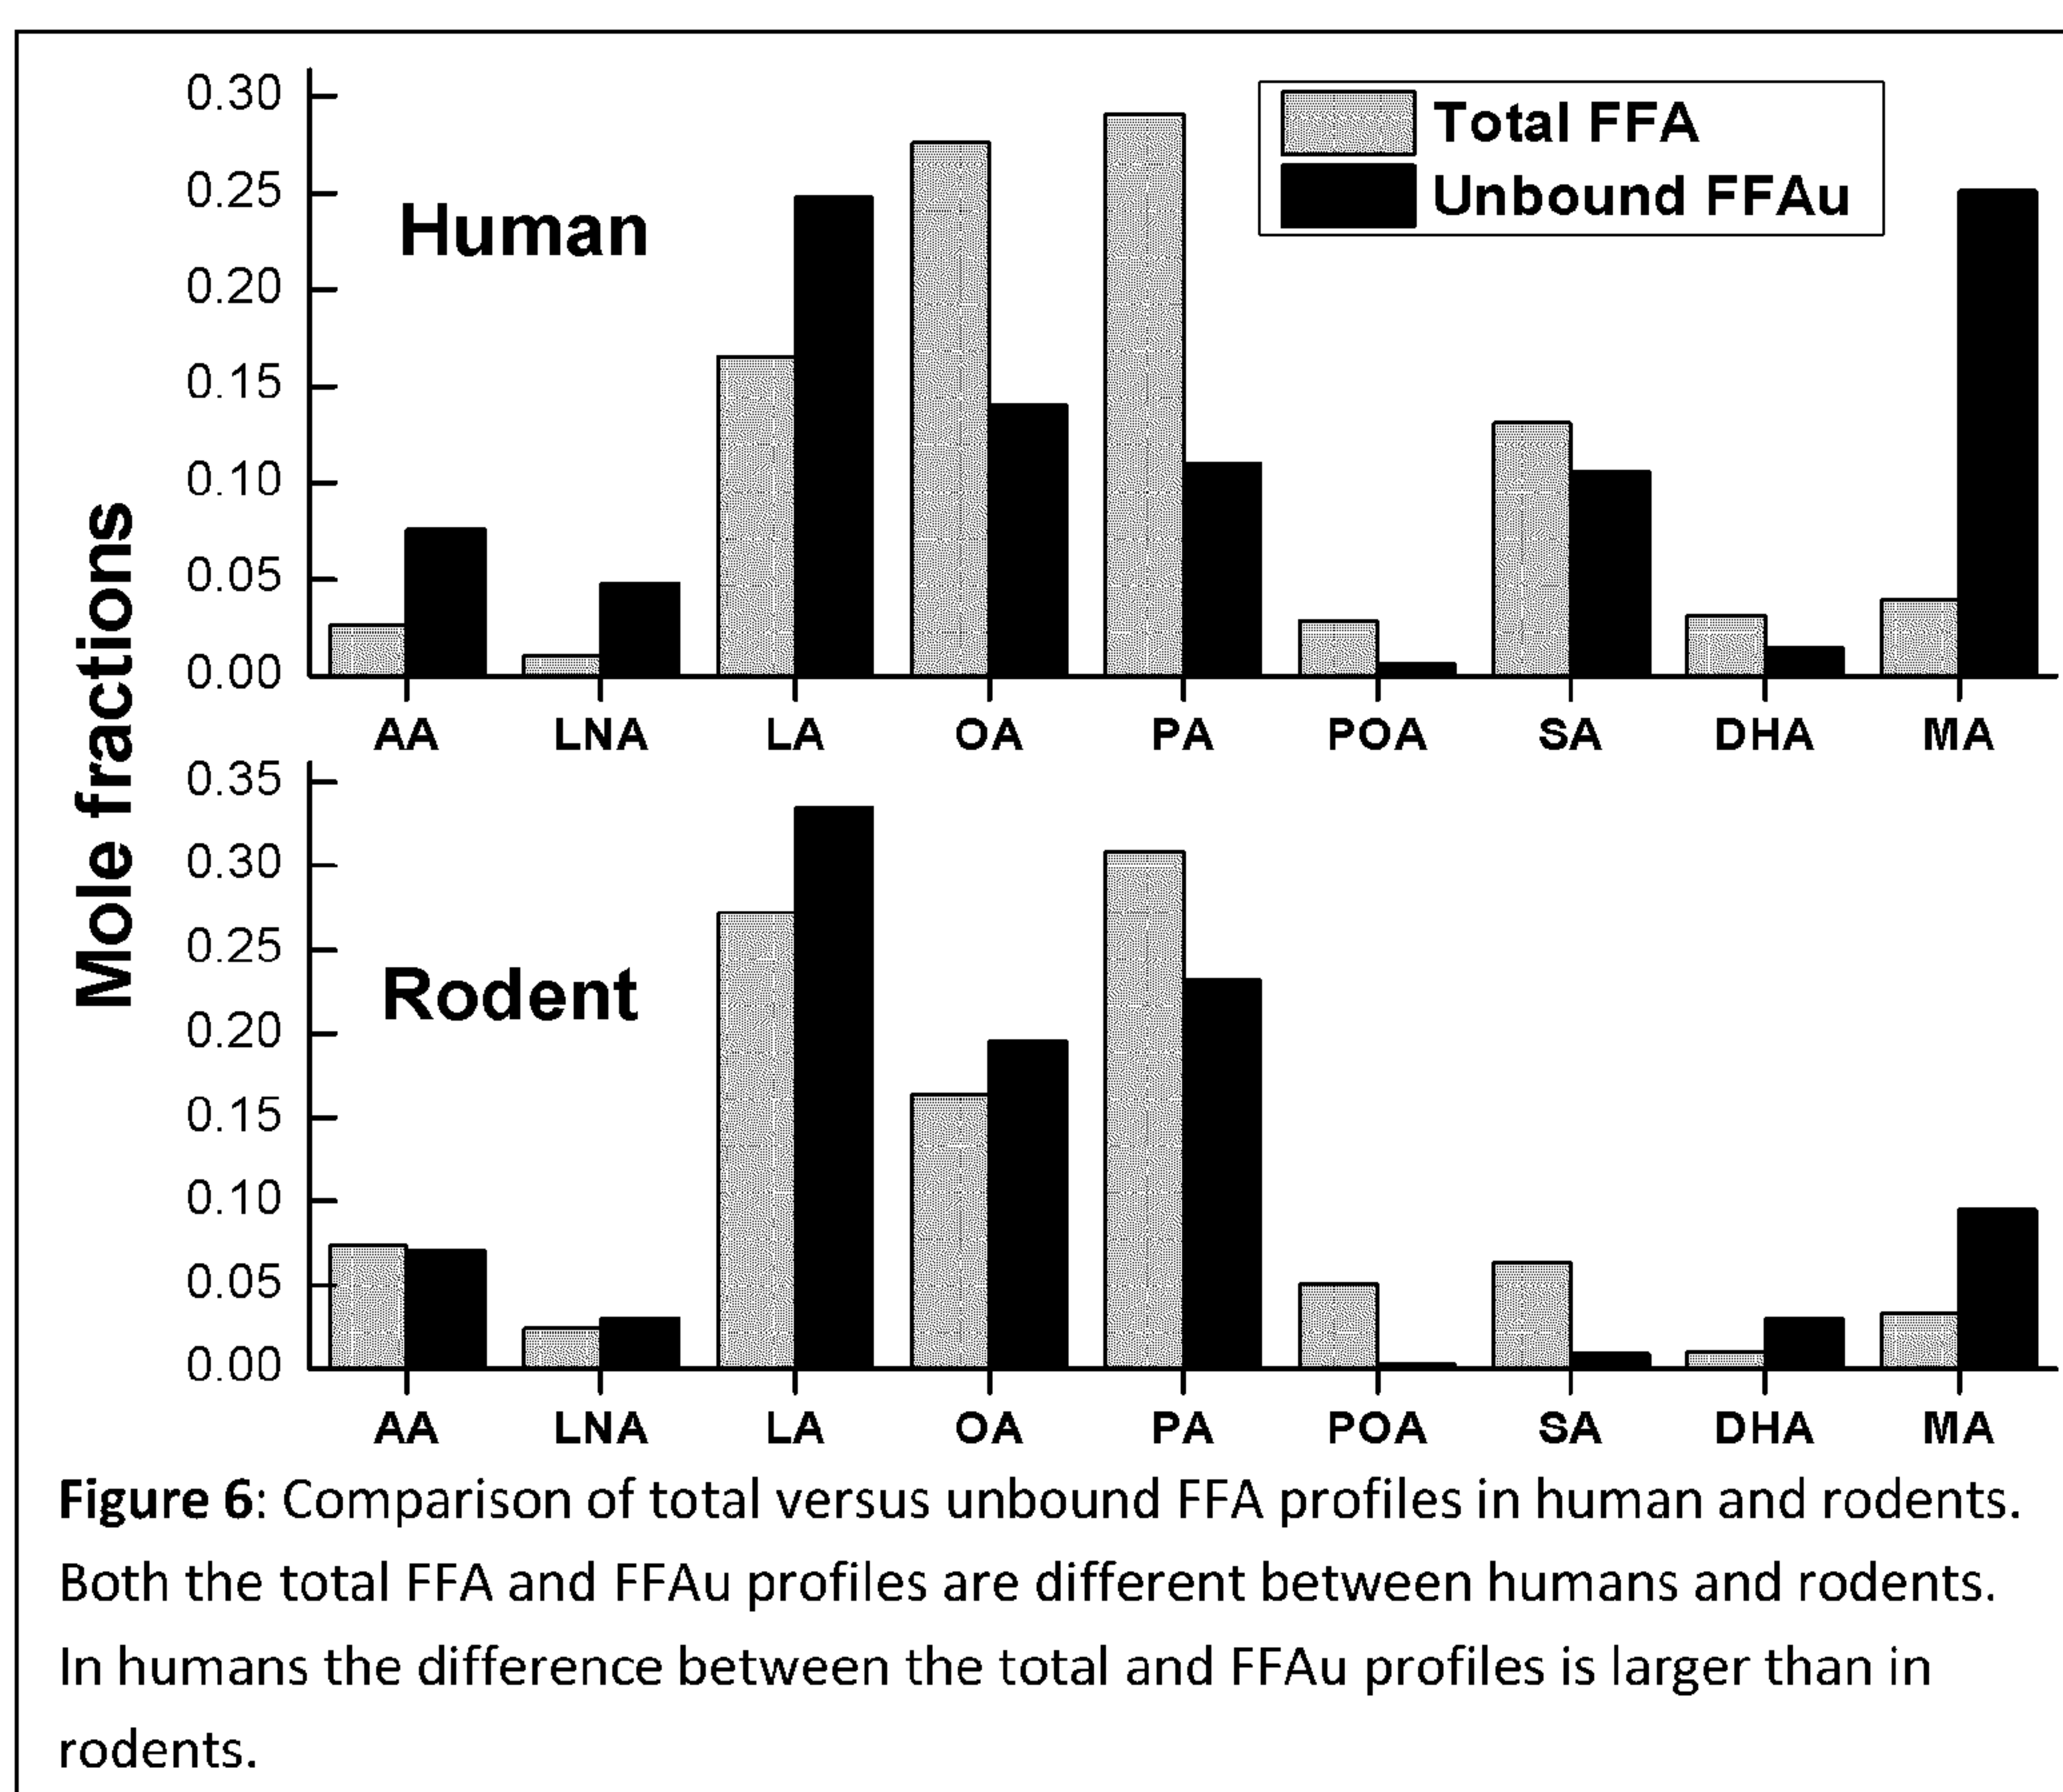 0.30
Total FFA
0.25
Unbound FFAu
Human
0.20
0.15
0.10
0.05
0.00
AA LNA LA OA PA POA SA DHA MA
Mole fractions
0.35
0.30
0.25
Rodent
0.20
0.15
0.10
0.05
0.00
AA LNA LA OA PA POA SA DHA MA
Figure 6: Comparison of total versus unbound FFA profiles in human and rodents.
Both the total FFA and FFAu profiles are different between humans and rodents.
In humans the difference between the total and FFAu profiles is larger than in
rodents.